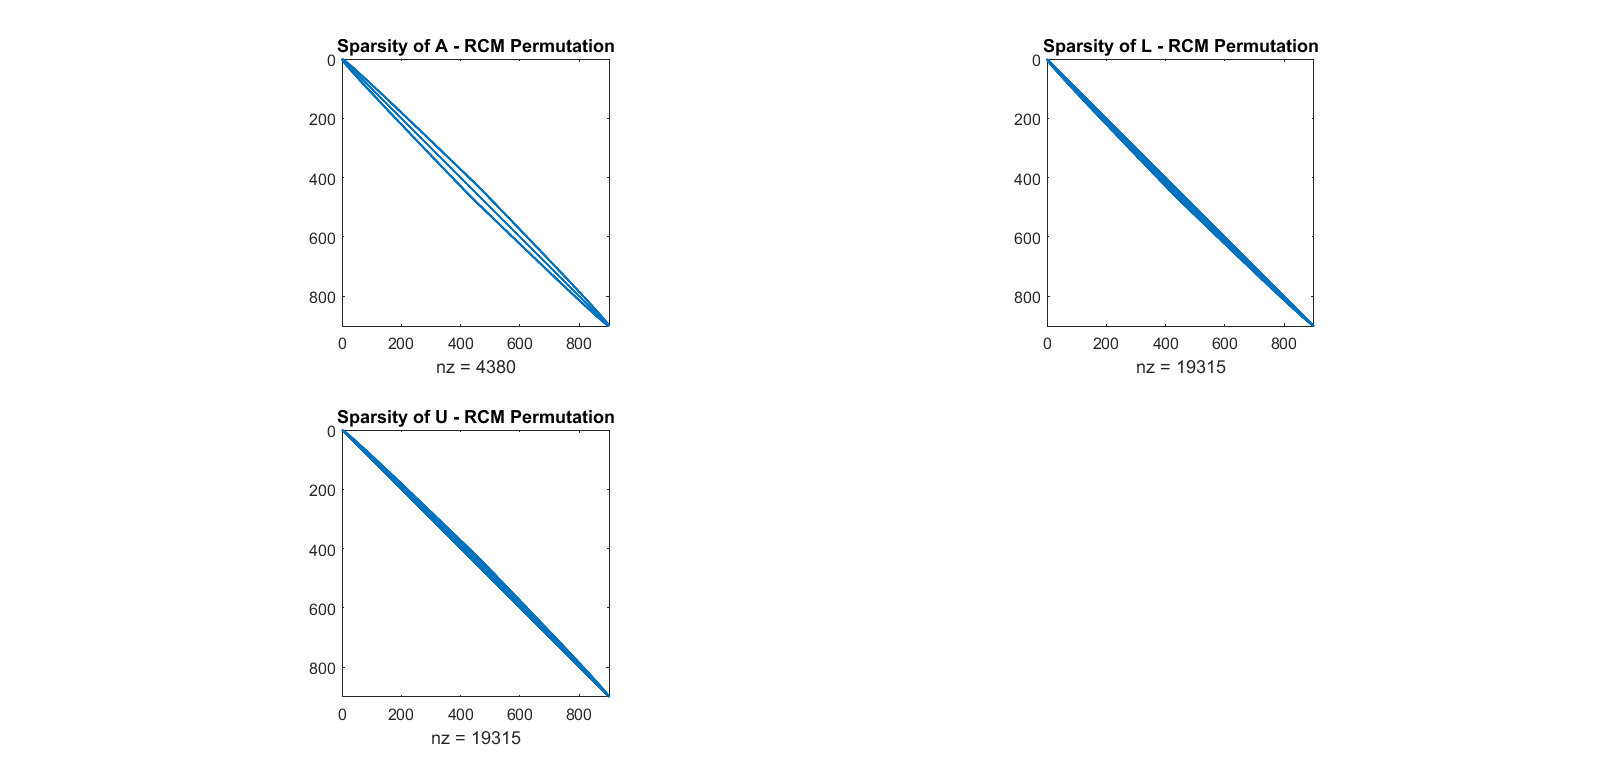 Sparsity of A - RCM Permutation
0
200
400
600
800
0 200 400 600 800
nz = 4380
Sparsity of L - RCM Permutation
0
200
400
600
800
0 200 400 600 800
nz = 19315
Sparsity of U - RCM Permutation
0
200
400
600
800
0 200 400 600 800
nz = 19315